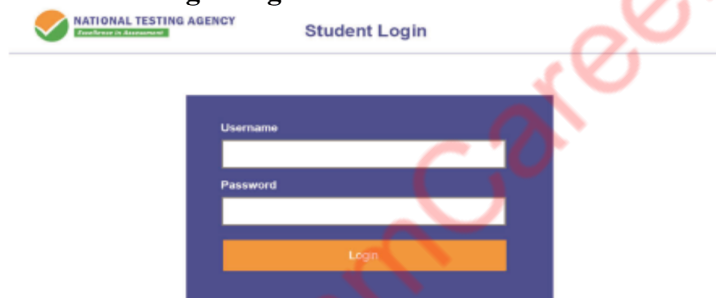 NATIONAL TESTING AGENCY
Excellence in Assessment
Student Login
Username
Password
Login